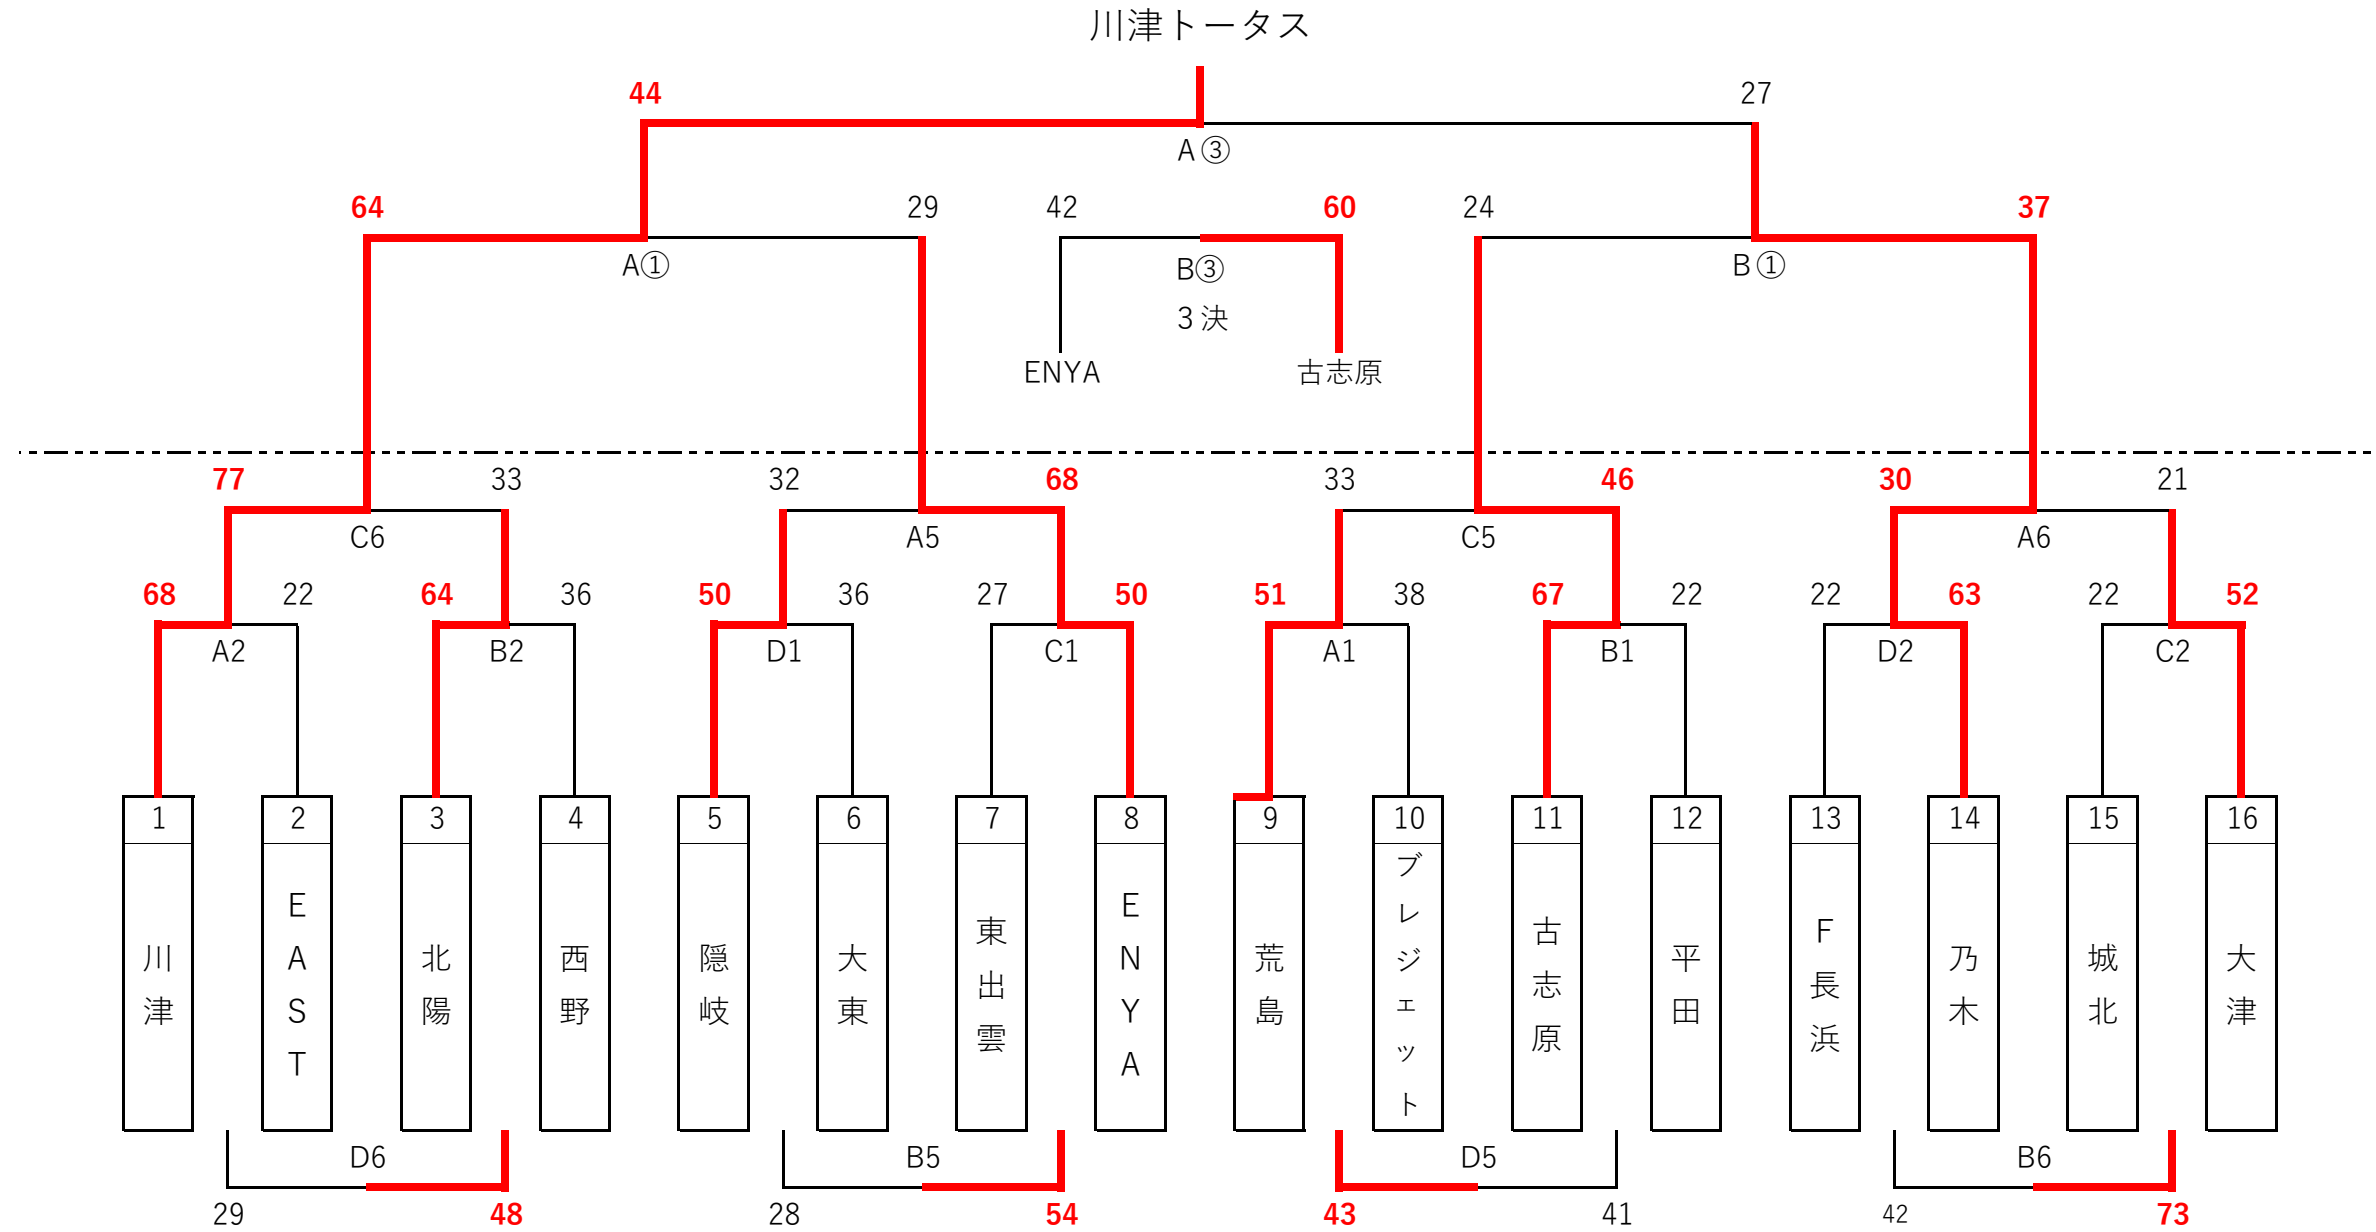 川津トータス
44 27
A③
64 29 42 60 24 37
A① B③ B①
3決
ENYA 古志原
77 33 32 68 33 46 30 21
C6 A5 C5 A6
68 22 64 36 50 36 27 50 51 38 67 22 22 63 22 52
A2 B2 D1 C1 A1 B1 D2 C2
1 2 3 4 5 6 7 8 9 10 11 12 13 14 15 16
川津
EAST
北陽
西野
隠岐
大東
東出雲
ENYA
荒島
ブレジェット
古志原
平田
F長浜
乃木
城北
大津
D6 B5 D5 B6
29 48 28 54 43 41 42 73